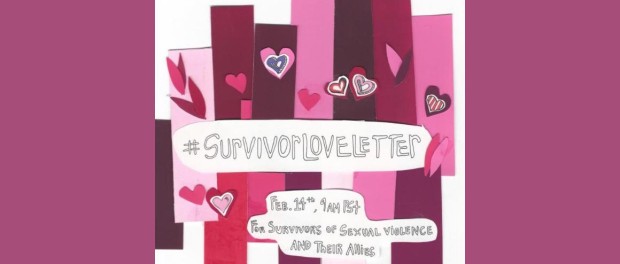 #SURVIVORLOVELETTER
FEB. 14th, 9AM PST
FOR SURVIVORS OF SEXUAL VIOLENCE
AND THEIR ALLIES